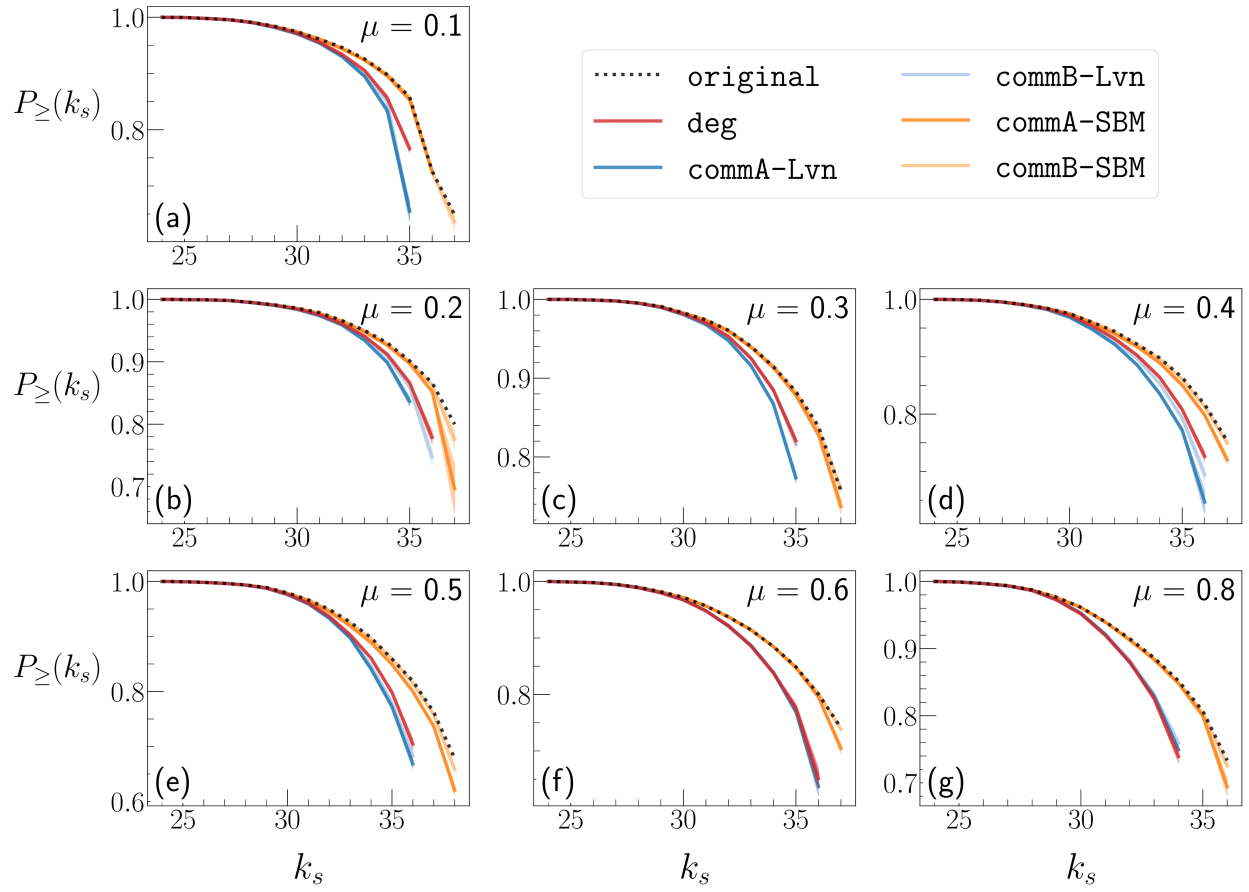 μ = 0.1
original
deg
commA-Lvn
commB-Lvn
commA-SBM
commB-SBM
P≥(ks)
1.0
0.8
(a)
25 30 35
μ = 0.2
μ = 0.3
μ = 0.4
P≥(ks)
1.0
0.9
0.8
0.7
(b)
25 30 35
1.0
0.9
0.8
(c)
25 30 35
1.0
0.8
(d)
25 30 35
μ = 0.5
μ = 0.6
μ = 0.8
P≥(ks)
1.0
0.8
0.6
(e)
25 30 35
ks
1.0
0.8
(f)
25 30 35
ks
1.0
0.9
0.8
0.7
(g)
25 30 35
ks